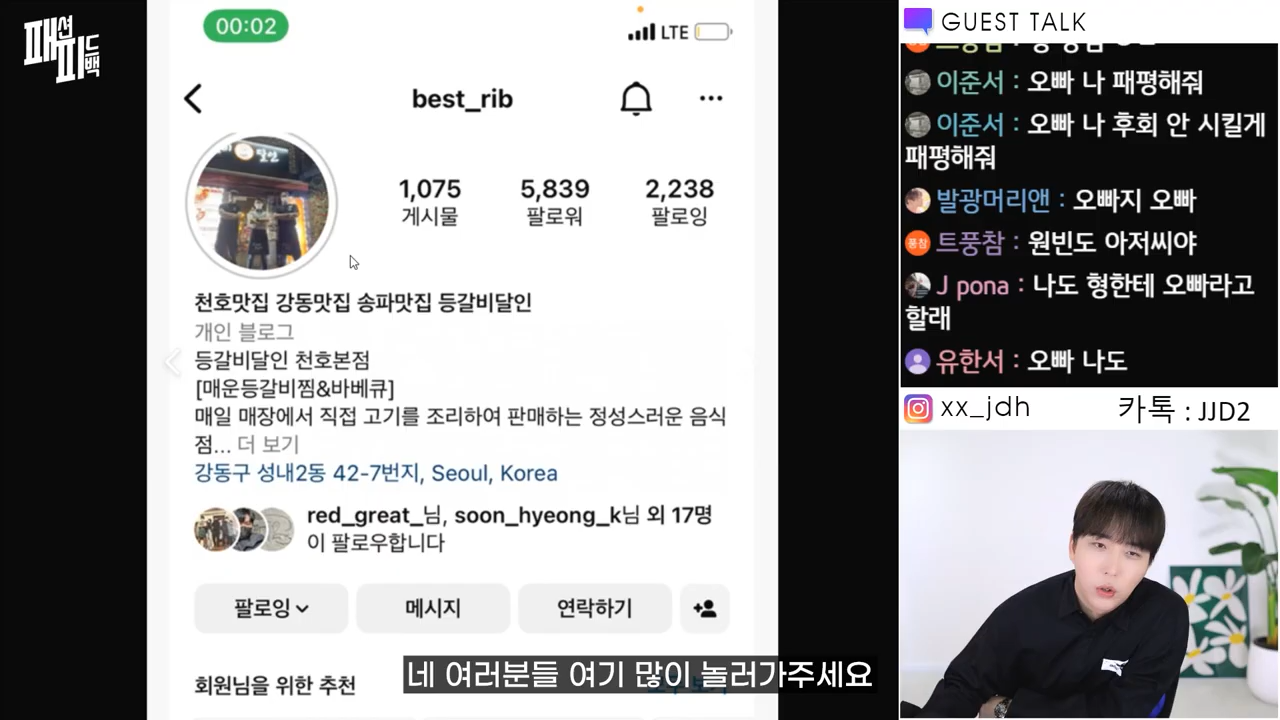 패션
피드백
00:02
LTE
best_rib
1,075
게시물
5,839
팔로워
2,238
팔로잉
천호맛집 강동맛집 송파맛집 등갈비달인
개인 블로그
등갈비달인 천호본점
[매운등갈비찜&바베큐]
매일 매장에서 직접 고기를 조리하여 판매하는 정성스러운 음식
점... 더 보기
강동구 성내2동 42-7번지, Seoul, Korea
red_great_님, soon_hyeong_k님 외 17명
이 팔로우합니다
팔로잉
메시지
연락하기
회원님을 위한 추천
네 여러분들 여기 많이 놀러가주세요
GUEST TALK
이준서 : 오빠 나 패평해줘
이준서 : 오빠 나 후회 안 시킬게
패평해줘
발광머리앤 : 오빠지 오빠
트풍참 : 원빈도 아저씨야
J pona : 나도 형한테 오빠라고
할래
유한서 : 오빠 나도
xx_jdh
카톡 : JJD2